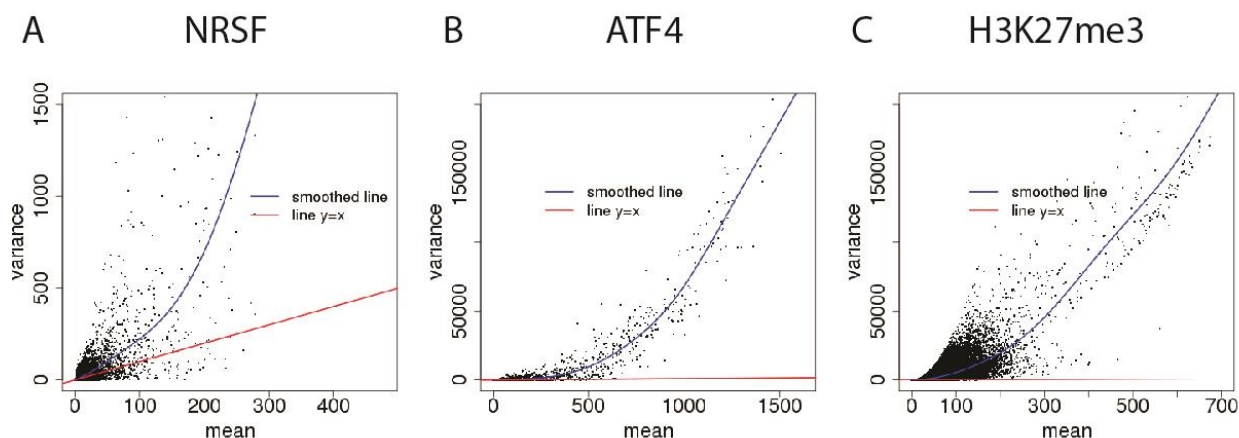 A NRSF
B ATF4
C H3K27me3
1500
1000
500
0
variance
smoothed line
line y=x
0 100 200 300 400
mean
150000
50000
0
variance
smoothed line
line y=x
0 500 1000 1500
mean
150000
50000
0
variance
smoothed line
line y=x
0 100 300 500 700
mean